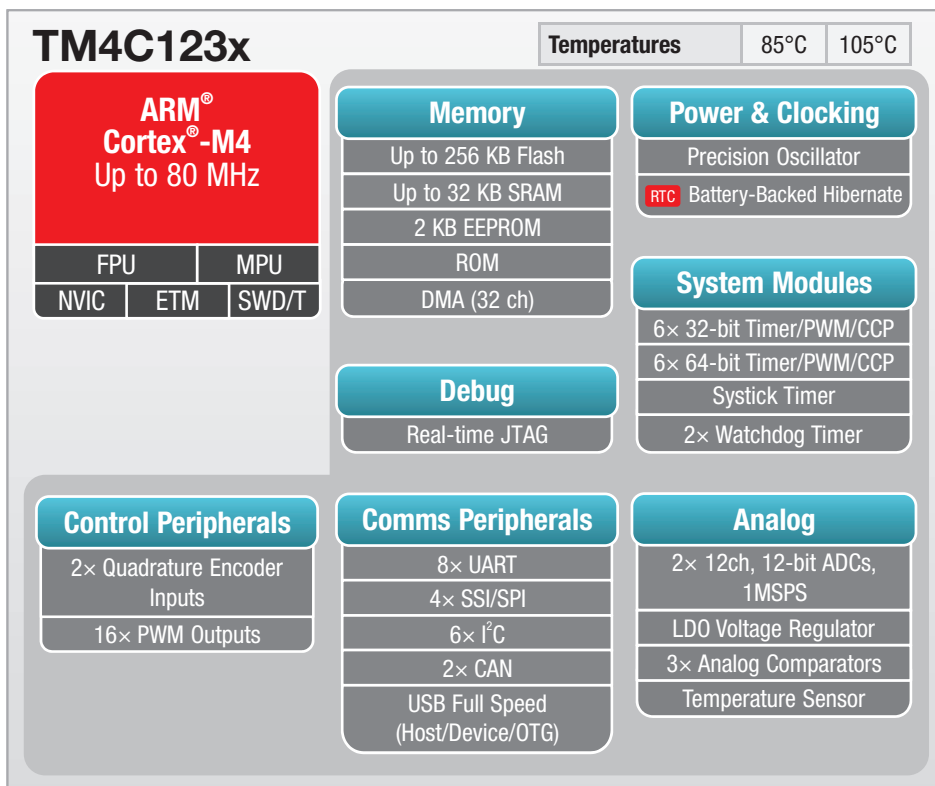 TM4C123x
Temperatures 85°C 105°C
ARM®
Cortex®-M4
Up to 80 MHz
FPU MPU
NVIC ETM SWD/T
Memory
Up to 256 KB Flash
Up to 32 KB SRAM
2 KB EEPROM
ROM
DMA (32 ch)
Power & Clocking
Precision Oscillator
RTC Battery-Backed Hibernate
System Modules
6× 32-bit Timer/PWM/CCP
6× 64-bit Timer/PWM/CCP
Systick Timer
2× Watchdog Timer
Debug
Real-time JTAG
Control Peripherals
2× Quadrature Encoder
Inputs
16× PWM Outputs
Comms Peripherals
8× UART
4× SSI/SPI
6× I²C
2× CAN
USB Full Speed
(Host/Device/OTG)
Analog
2× 12ch, 12-bit ADCs,
1MSPS
LDO Voltage Regulator
3× Analog Comparators
Temperature Sensor